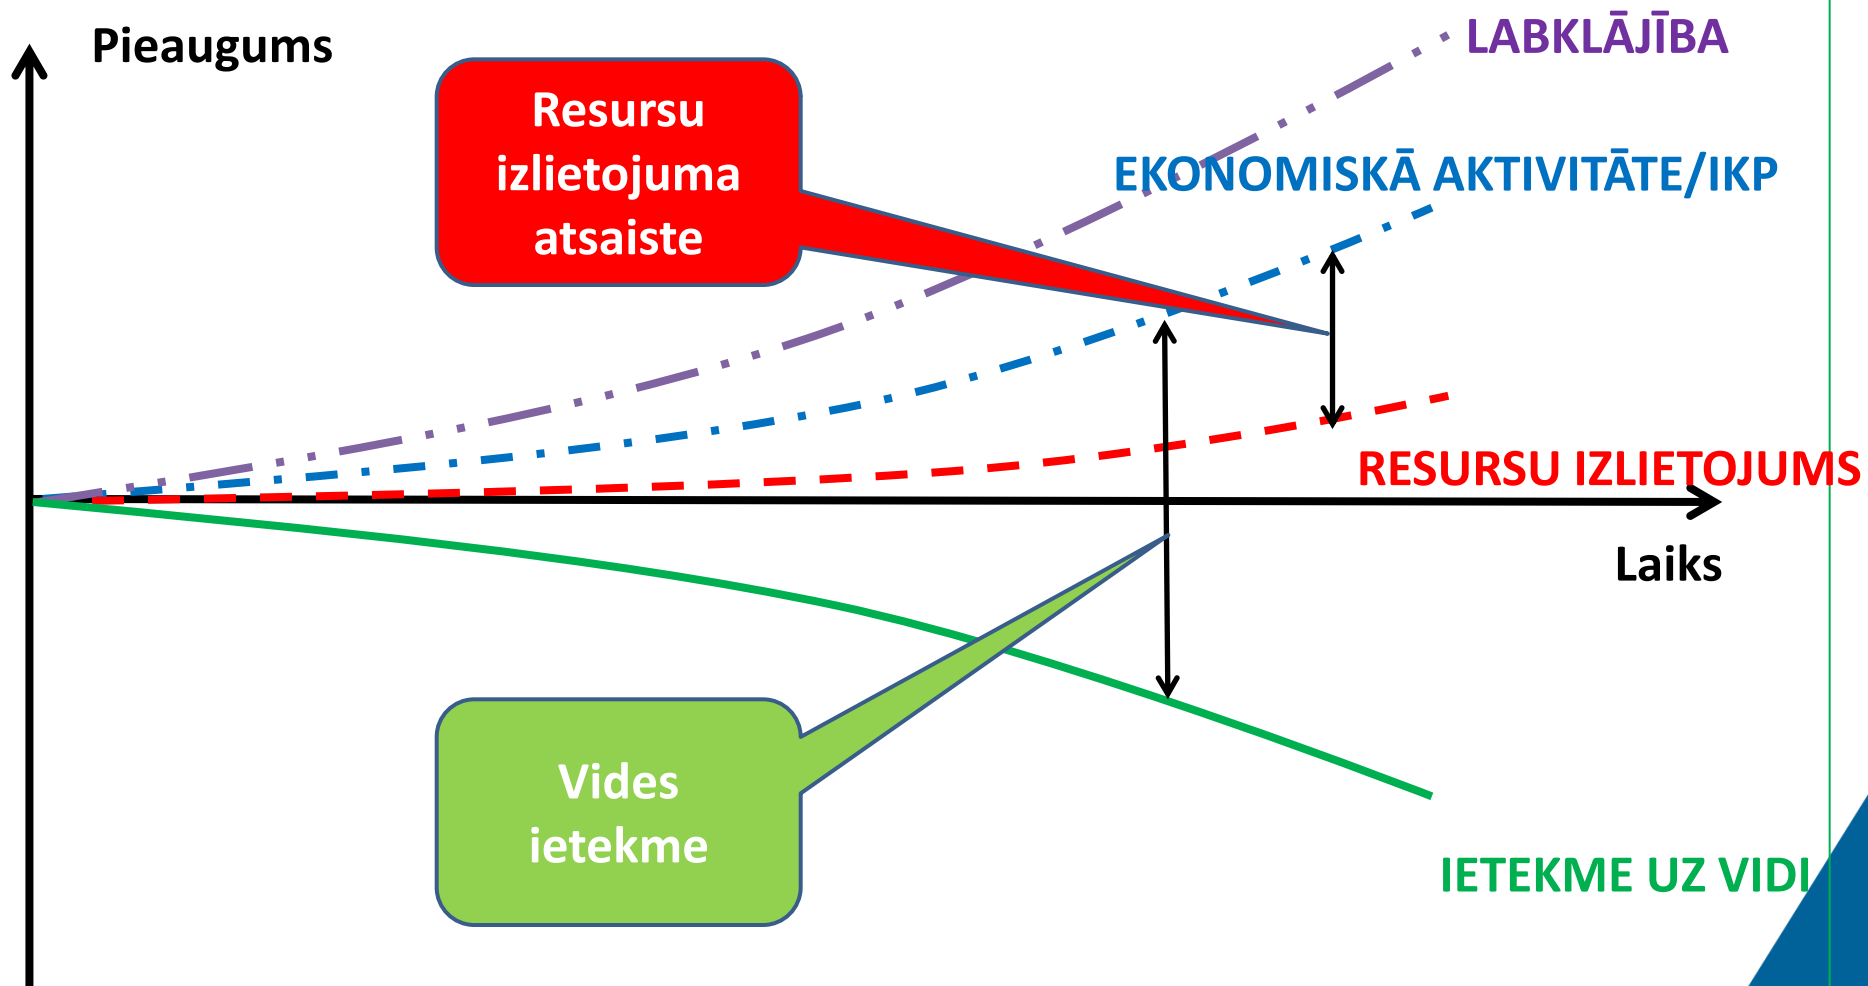 Pieaugums
LABKLĀJĪBA
Resursu
izlietojuma
atsaiste
EKONOMISKĀ AKTIVITĀTE/IKP
RESURSU IZLIETOJUMS
Laiks
Vides
ietekme
IETEKME UZ VIDI